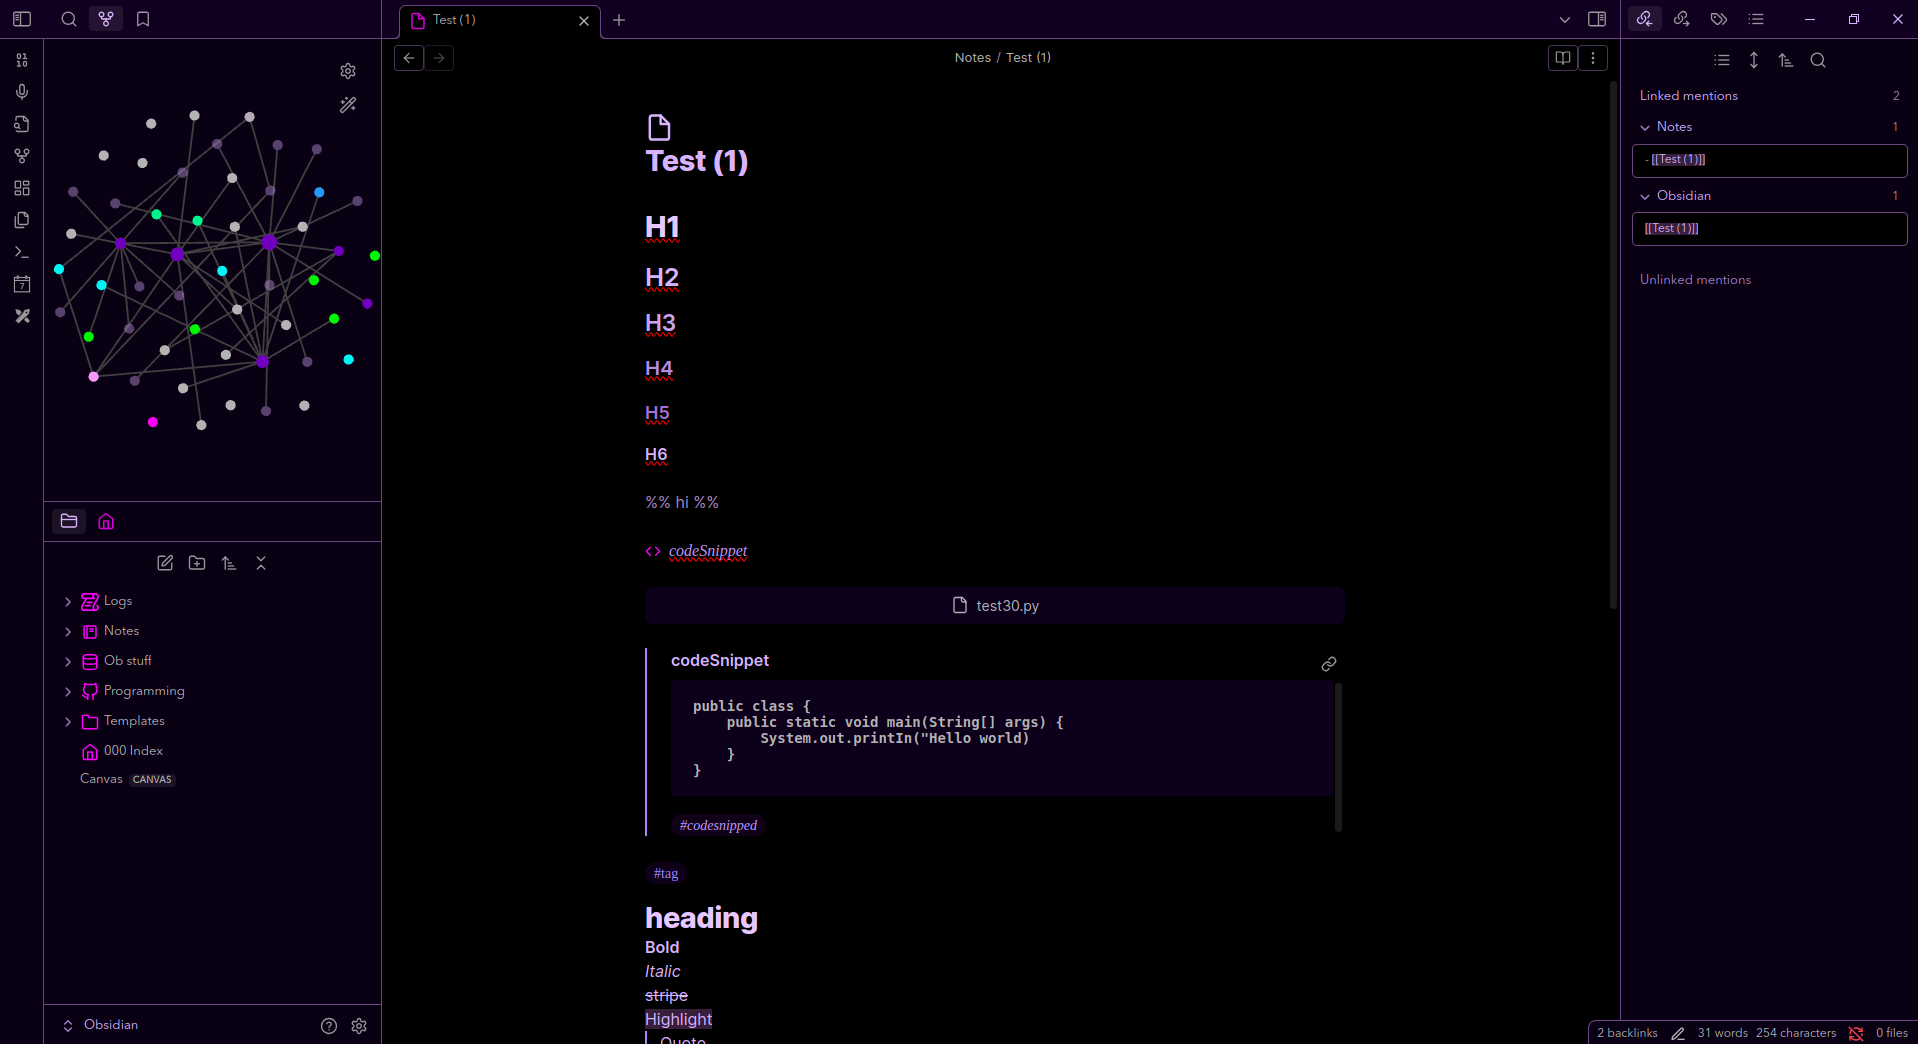 Test (1)
Notes / Test (1)
Test (1)
H1
H2
H3
H4
H5
H6
%% hi %%
codeSnippet
test30.py
codeSnippet
public class {
    public static void main(String[] args) {
        System.out.printIn("Hello world)
    }
}
#codesnipped
#tag
heading
Bold
Italic
stripe
Highlight
Quote
Logs
Notes
Ob stuff
Programming
Templates
000 Index
Canvas CANVAS
Obsidian
Linked mentions 2
Notes 1
- [[Test (1)]]
Obsidian 1
[[Test (1)]]
Unlinked mentions
2 backlinks 31 words 254 characters 0 files
01
10
7